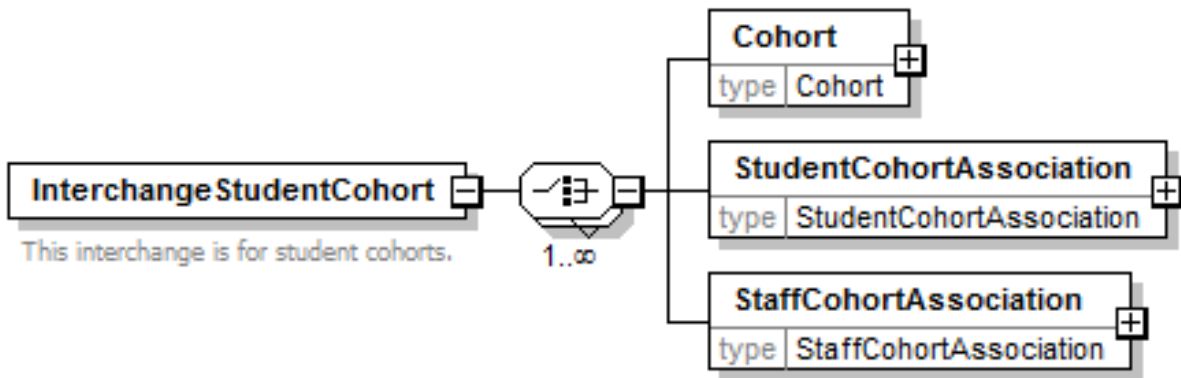 Cohort
type Cohort
StudentCohortAssociation
type StudentCohortAssociation
InterchangeStudentCohort
This interchange is for student cohorts.
1..∞
StaffCohortAssociation
type StaffCohortAssociation